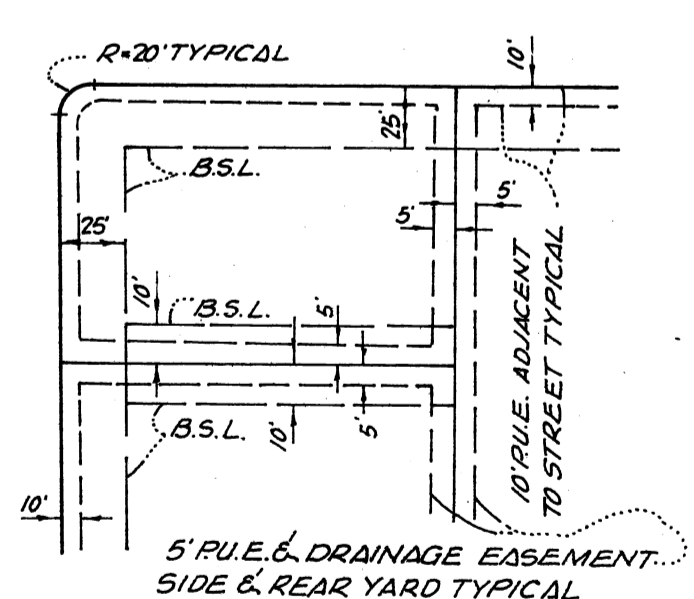 R=20' TYPICAL
10'
25'
B.S.L.
5'
5'
25'
10'
B.S.L.
5'
10' P.U.E. ADJACENT
TO STREET TYPICAL
B.S.L.
10'
5'
10'
5' P.U.E. & DRAINAGE EASEMENT
SIDE & REAR YARD TYPICAL